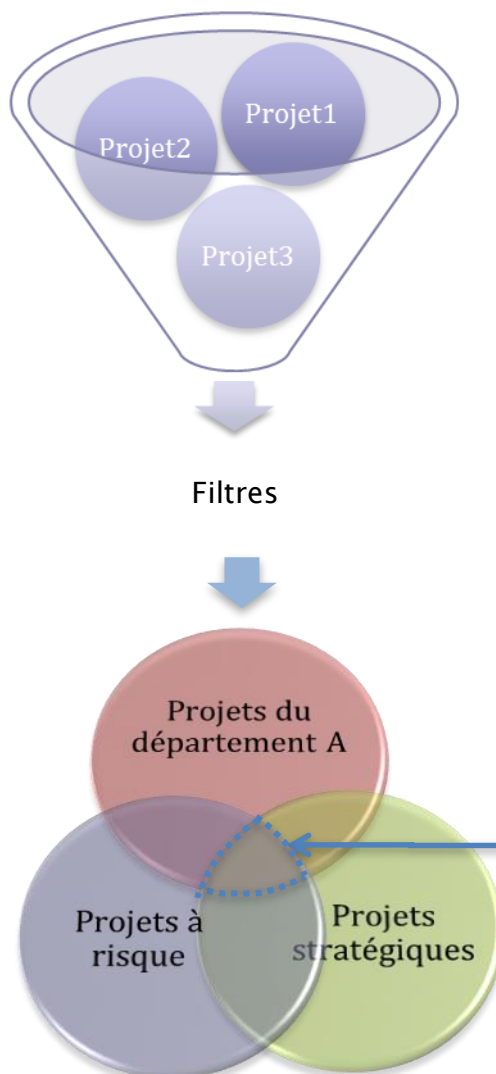 Projet1
Projet2
Projet3
Filtres
Projets du
département A
Projets à
risque
Projets
stratégiques